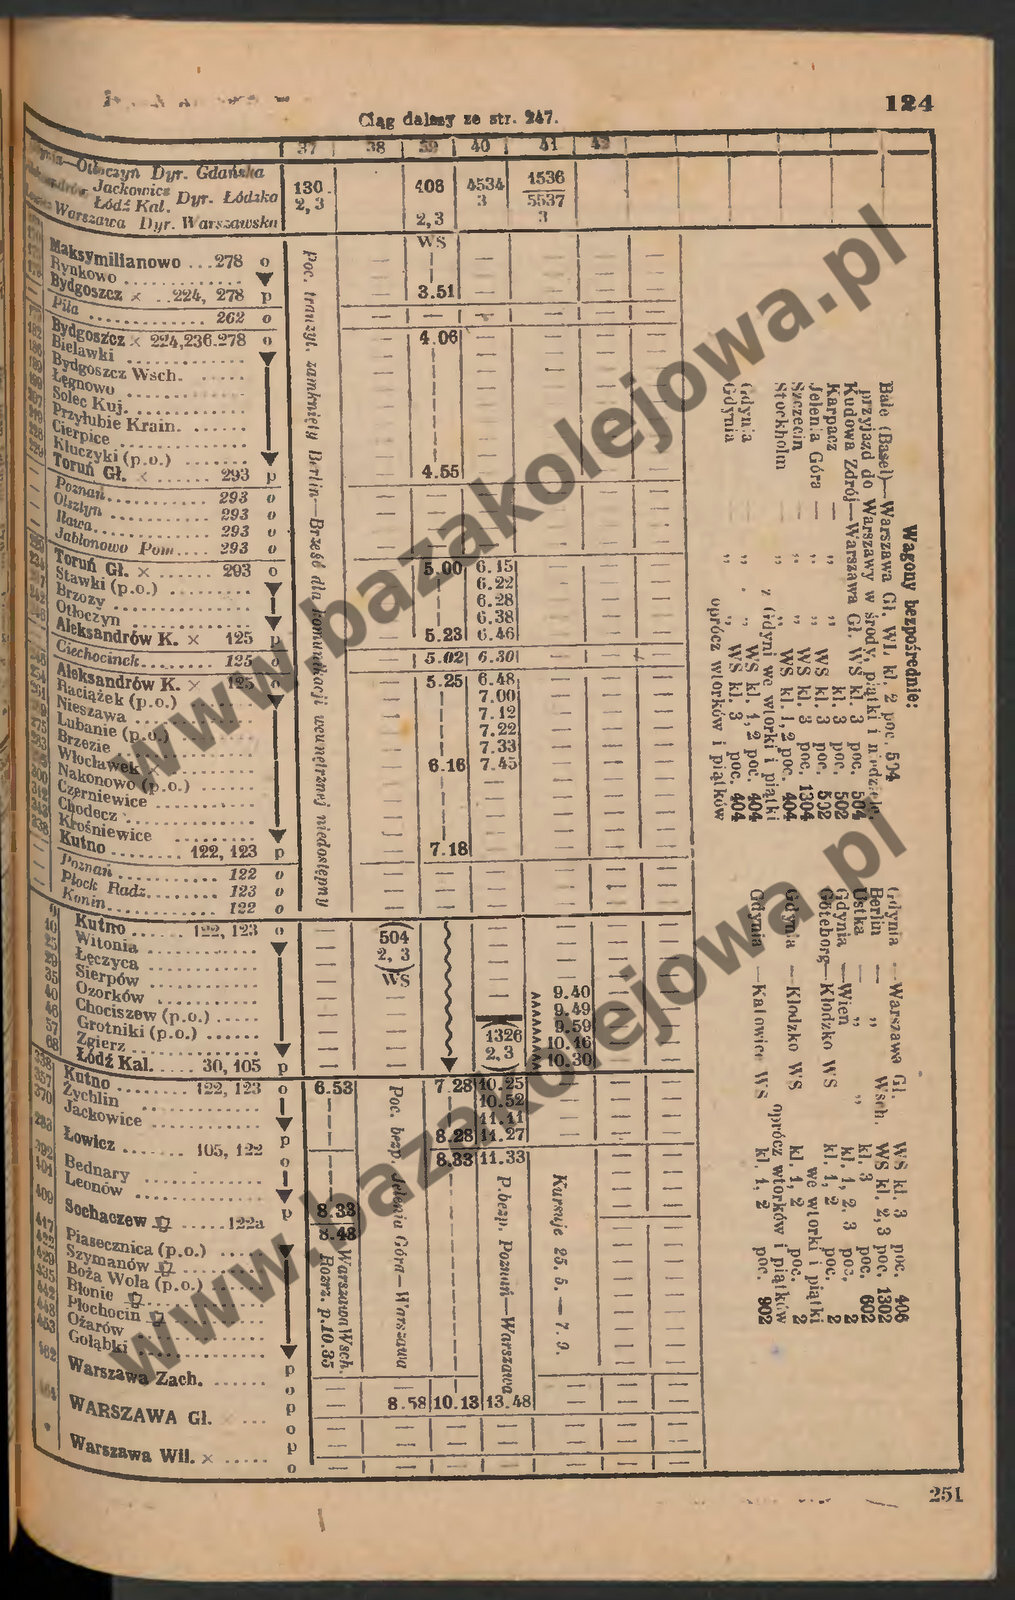 124
Ciąg dalszy ze str. 247.
37 38 39 40 41 42
Otłoczyń Dyr. Gdańska
Jackowice
Łódź Kal. Dyr. Łódzka
Warszawa Dyr. Warszawska
130 408 4534 1536
5537
2, 3 2, 3 3 3
WS
Maksymilianowo ... 278 o
Rynkowo
Bydgoszcz × .. 224, 278 p 3.51
Piła 262 o — — — — —
Bydgoszcz × 224,236.278 o 4.06
Bielawki
Bydgoszcz Wsch.
Łęgnowo
Solec Kuj.
Przyłubie Krain.
Cierpice
Kluczyki (p.o.)
Toruń Gł. × 293 p 4.55
Poznań 293 o
Olsztyn 293 o
Iława 293 o
Jabłonowo Pom. 293 o
Toruń Gł. × 293 o 5.00 6.15
Stawki (p.o.) 6.22
Brzozy 6.28
Otłoczyn 6.38
Aleksandrów K. × 125 p 5.23 6.46
Ciechocinek 125 o 5.02 6.30
Aleksandrów K. × 125 o 5.25 6.48
Raciążek (p.o.) 7.00
Nieszawa 7.12
Lubanie (p.o.) 7.22
Brzezie 7.33
Włocławek × 6.16 7.45
Nakonowo (p.o.)
Czerniewice
Chodecz
Krośniewice
Kutno 122, 123 p 7.18
Poznań 122 o
Płock Radz. 123 o
Konin 122 o
Kutno 122, 123 o
Witonia
Łęczyca
Sierpów
Ozorków 9.40
Chociszew (p.o.) 9.49
Grotniki (p.o.) 9.59
Zgierz 10.16
Łódź Kal. 30, 105 p 10.30
504
2, 3
WS
1326
2, 3
Kutno 122, 123 o 6.53 7.28 10.25
Żychlin 10.52
Jackowice 11.11
Łowicz 105, 122 p 8.28 11.27
o 8.33 11.33
Bednary
Leonów
Sochaczew 122a p 8.38
8.48
Piasecznica (p.o.)
Szymanów
Boża Wola (p.o.)
Błonie
Płochocin
Ożarów
Gołąbki
Warszawa Zach. p
o
WARSZAWA Gł. p 8.58 10.13 13.48
o
Warszawa Wil. × p
o
Poc. tranzyt. zamknięty Berlin—Brześć dla komunikacji wewnętrznej niedostępny
Warszawa Wsch.
Rozrz. p.10.35
Poc. bezp. Jelenia Góra—Warszawa
P. bezp. Poznań—Warszawa
Kursuje 25. 5. — 7. 9.
Wagony bezpośrednie:
Bale (Basel)—Warszawa Gł. WL kl. 2 poc. 504
przyjazd do Warszawy w środy, piątki i niedziele
Kudowa Zdrój—Warszawa Gł. WS kl. 3 poc. 504
Karpacz — „ kl. 3 poc. 502
Jelenia Góra — „ „ WS kl. 3 poc. 502
Szczecin „ „ WS kl. 3 poc. 1304
Stockholm „ „ WS kl. 1, 2 poc. 404
z Gdyni we wtorki i piątki
Gdynia „ „ WS kl. 1, 2 poc. 404
Gdynia „ „ WS kl. 3 poc. 404
oprócz wtorków i piątków
Gdynia —Warszawa Gł. WS kl. 3 poc. 406
Berlin — „ Wsch. WS kl. 2, 3 poc. 1302
Ustka — „ „ kl. 3 poc. 602
Gdynia —Wien kl. 1, 2, 3 poc. 2
Göteborg—Kłodzko WS kl. 1, 2 poc. 2
we wtorki i piątki
Gdynia —Kłodzko WS kl. 1, 2 poc. 2
oprócz wtorków i piątków
Gdynia —Katowice WS kl 1, 2 poc. 902
251
www.bazakolejowa.pl
www.bazakolejowa.pl